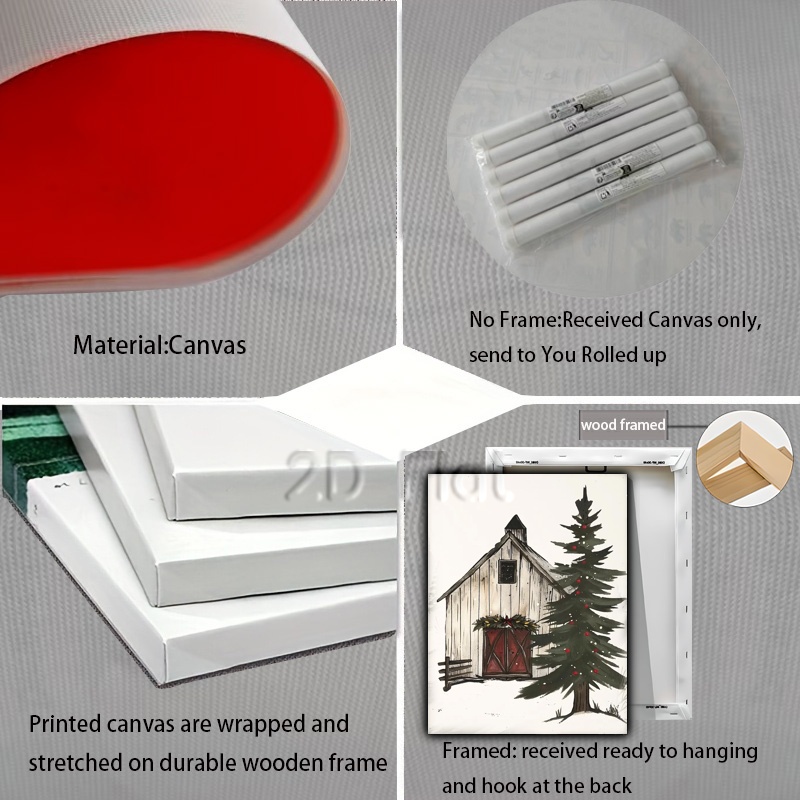 Material:Canvas
No Frame:Received Canvas only,
send to You Rolled up
2D Flat
wood framed
Printed canvas are wrapped and
stretched on durable wooden frame
Framed: received ready to hanging
and hook at the back